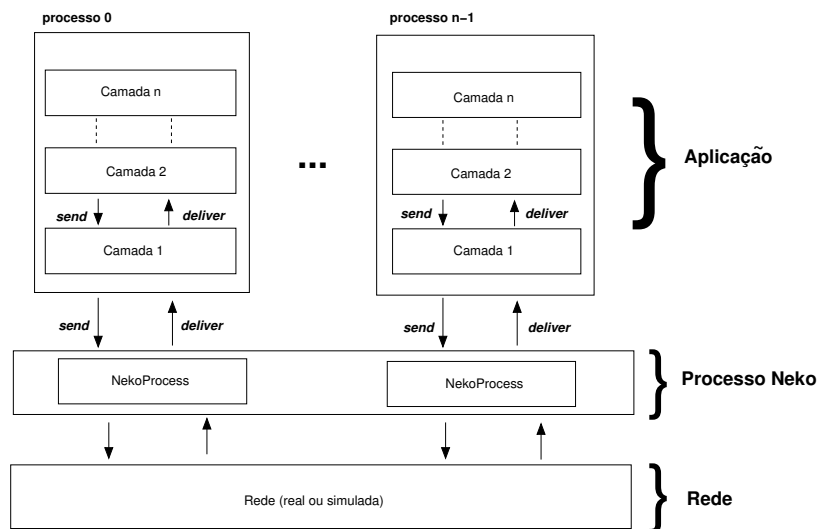 processo 0
processo n−1
Camada n
Camada n
...
Aplicação
Camada 2
Camada 2
send
deliver
send
deliver
Camada 1
Camada 1
send
deliver
send
deliver
NekoProcess
NekoProcess
Processo Neko
Rede (real ou simulada)
Rede